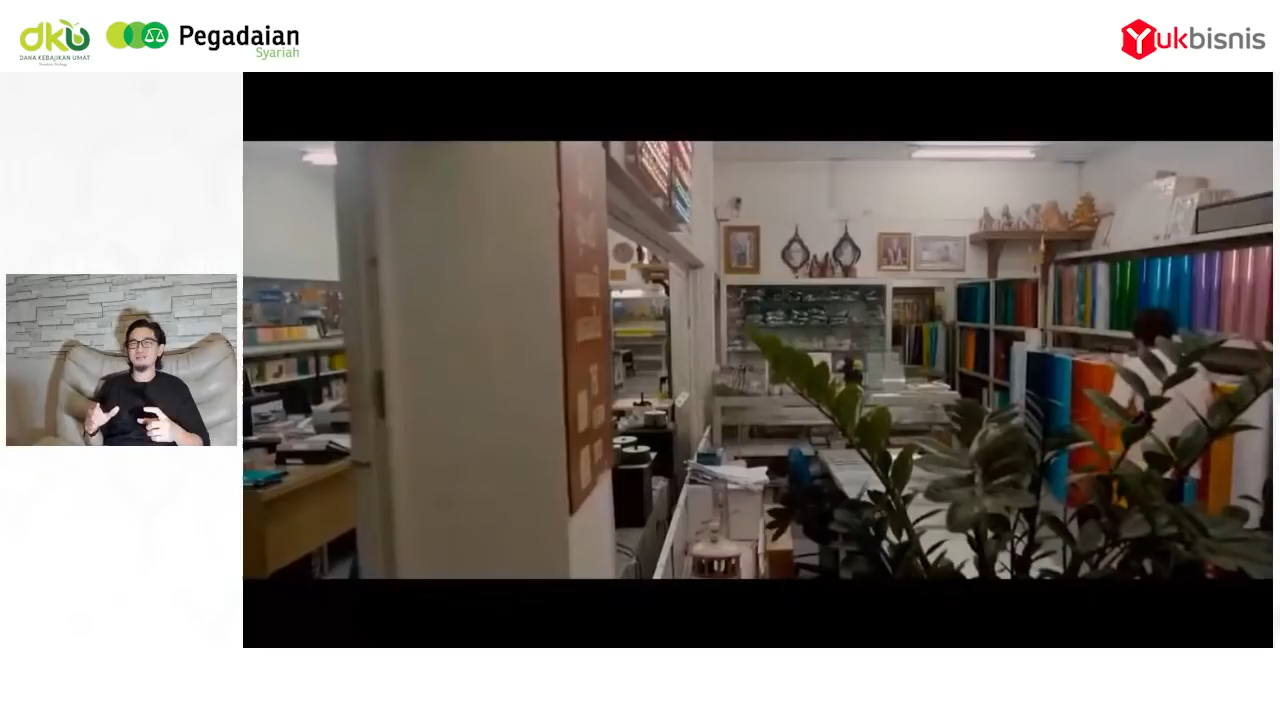 dku
DANA KEBAJIKAN UMAT
Pegadaian
Syariah
Yukbisnis